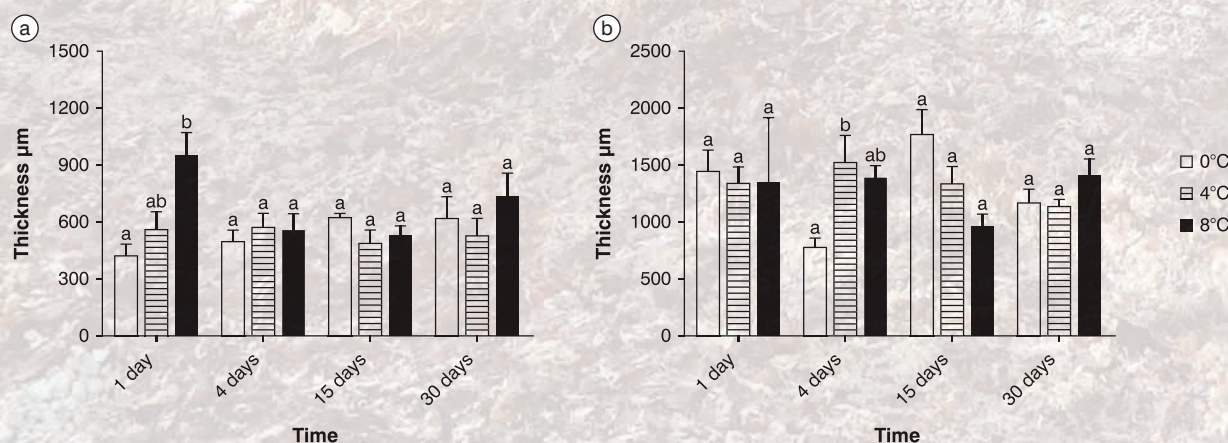 a
1500
1200
900
600
300
0
Thickness µm
a
ab
b
a
a
a
a
a
a
a
a
a
1 day
4 days
15 days
30 days
Time
b
2500
2000
1500
1000
500
0
Thickness µm
a
a
a
a
b
ab
a
a
a
a
a
a
1 day
4 days
15 days
30 days
Time
0°C
4°C
8°C